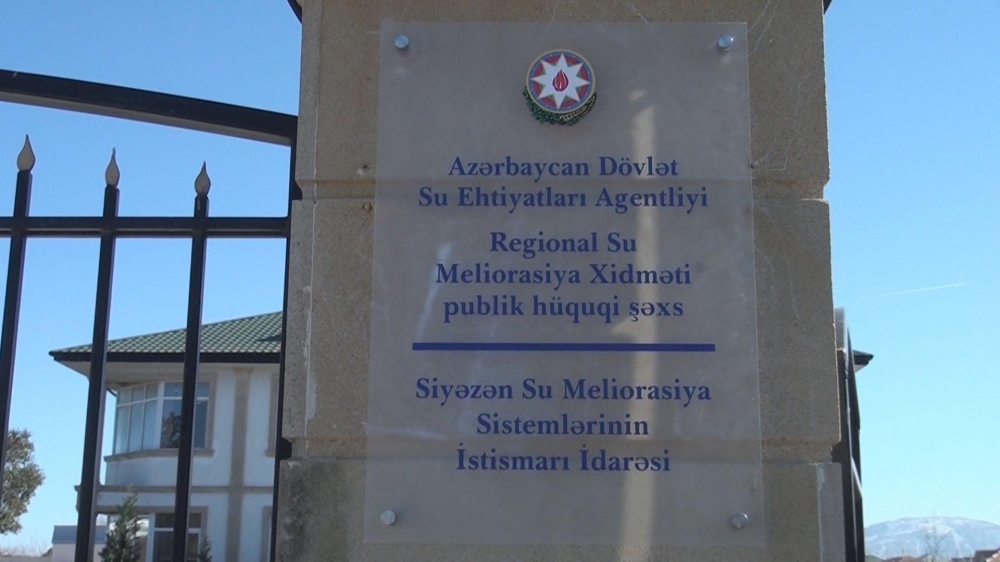 Azərbaycan Dövlət
Su Ehtiyatları Agentliyi
Regional Su
Meliorasiya Xidməti
publik hüquqi şəxs
Siyəzən Su Meliorasiya
Sistemlərinin
İstismarı İdarəsi